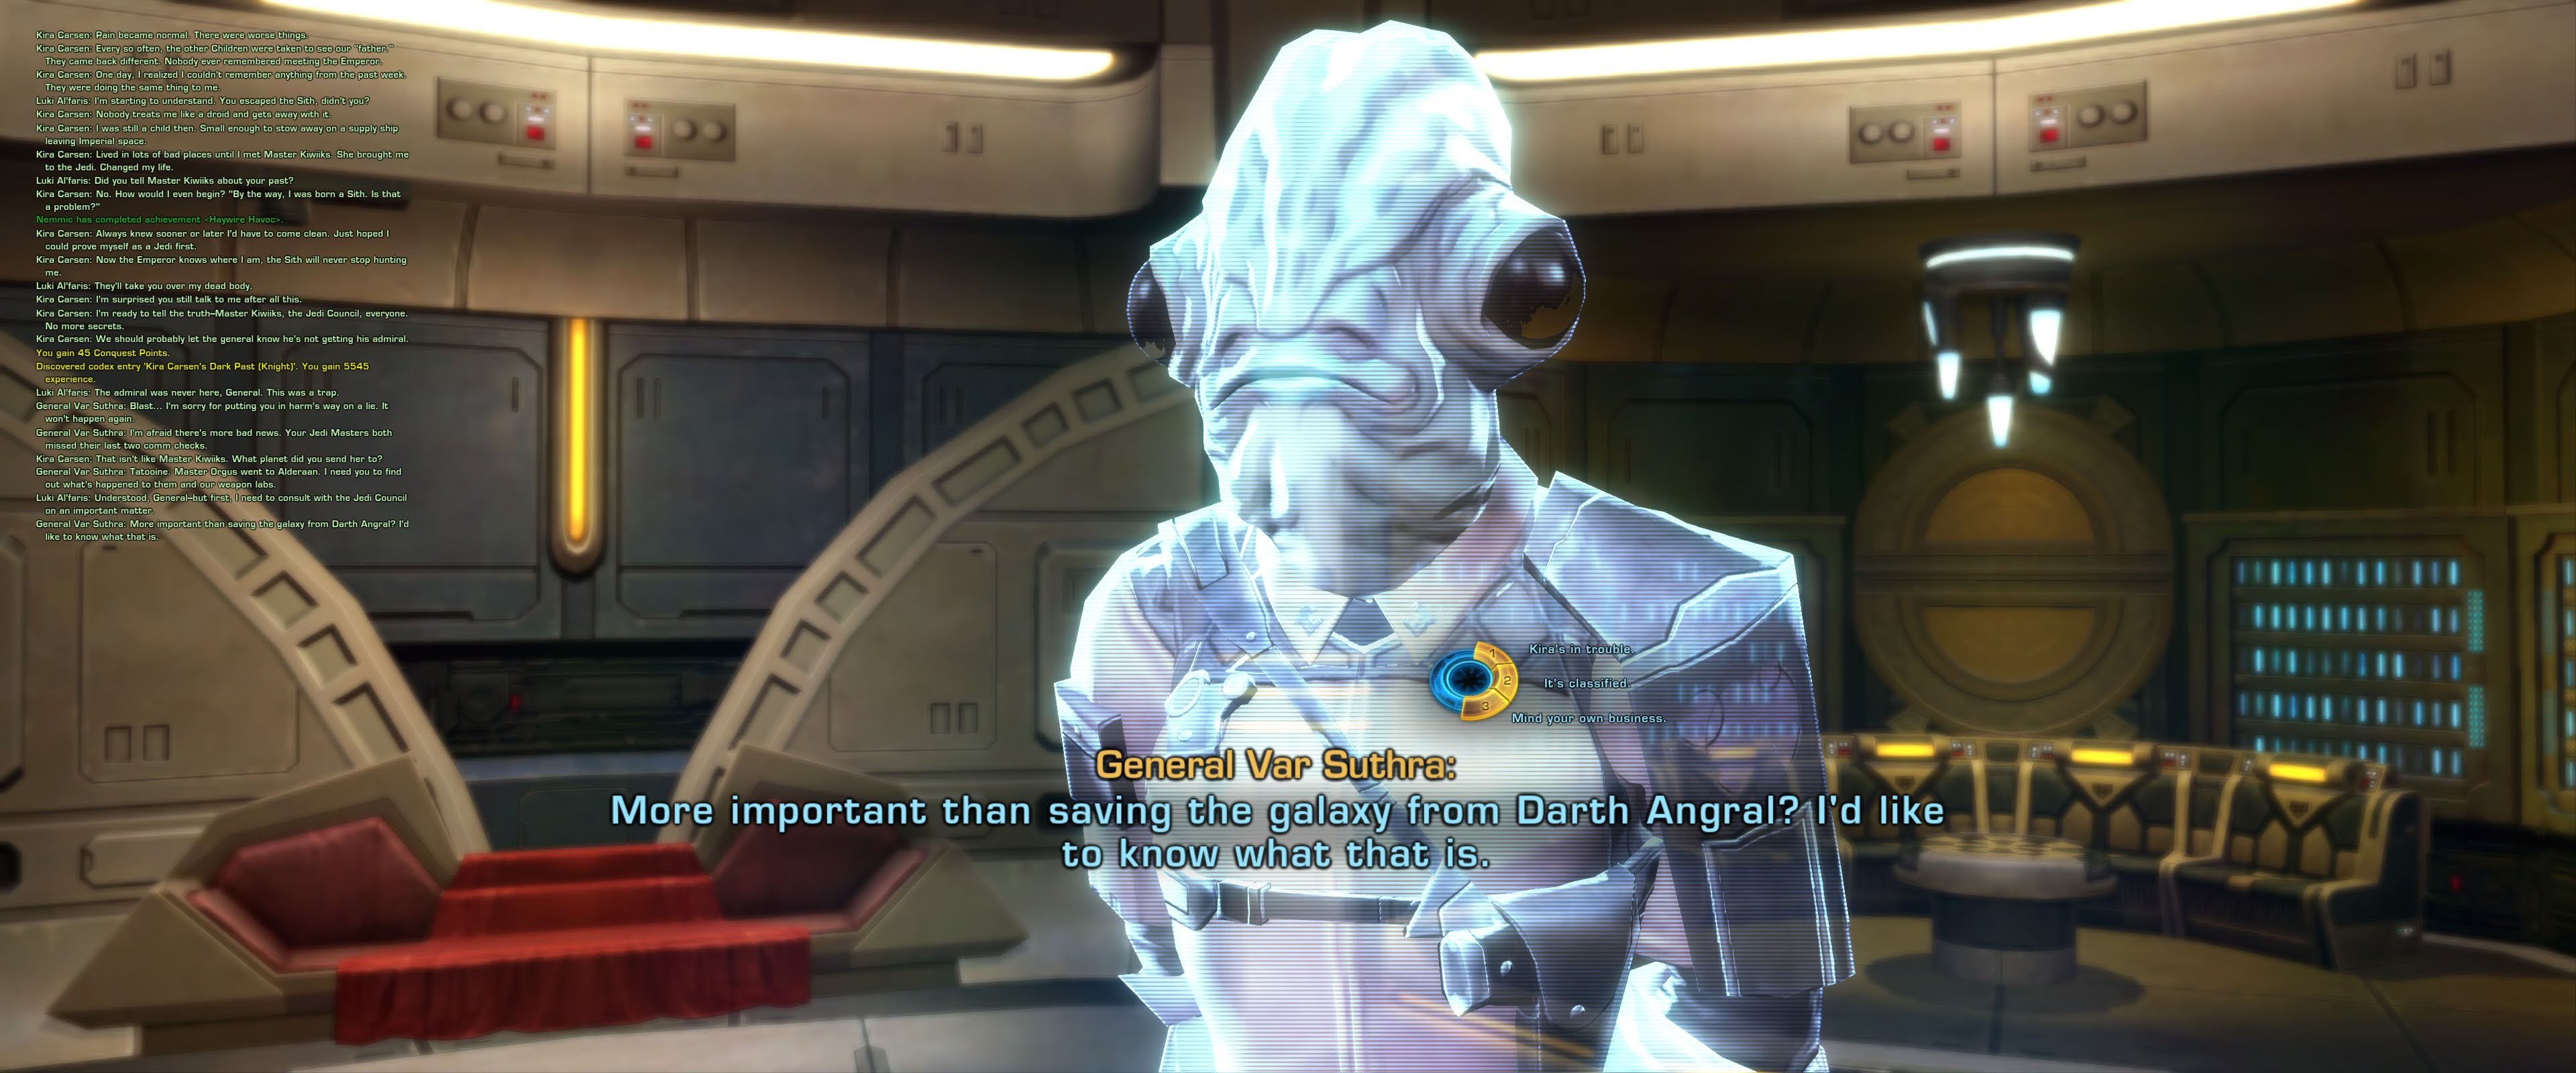 Kira Carsen: Pain became normal. There were worse things.
Kira Carsen: Every so often, the other Children were taken to see our "father."
They came back different. Nobody ever remembered meeting the Emperor.
Kira Carsen: One day, I realized I couldn't remember anything from the past week.
They were doing the same thing to me.
Luki Al'faris: I'm starting to understand. You escaped the Sith, didn't you?
Kira Carsen: Nobody treats me like a droid and gets away with it.
Kira Carsen: I was still a child then. Small enough to stow away on a supply ship
leaving Imperial space.
Kira Carsen: Lived in lots of bad places until I met Master Kiwiiks. She brought me
to the Jedi. Changed my life.
Luki Al'faris: Did you tell Master Kiwiiks about your past?
Kira Carsen: No. How would I even begin? "By the way, I was born a Sith. Is that
a problem?"
Nemmic has completed achievement <Haywire Havoc>.
Kira Carsen: Always knew sooner or later I'd have to come clean. Just hoped I
could prove myself as a Jedi first.
Kira Carsen: Now the Emperor knows where I am, the Sith will never stop hunting
me.
Luki Al'faris: They'll take you over my dead body.
Kira Carsen: I'm surprised you still talk to me after all this.
Kira Carsen: I'm ready to tell the truth–Master Kiwiiks, the Jedi Council, everyone.
No more secrets.
Kira Carsen: We should probably let the general know he's not getting his admiral.
You gain 45 Conquest Points.
Discovered codex entry 'Kira Carsen's Dark Past (Knight)'. You gain 5545
experience.
Luki Al'faris: The admiral was never here, General. This was a trap.
General Var Suthra: Blast... I'm sorry for putting you in harm's way on a lie. It
won't happen again.
General Var Suthra: I'm afraid there's more bad news. Your Jedi Masters both
missed their last two comm checks.
Kira Carsen: That isn't like Master Kiwiiks. What planet did you send her to?
General Var Suthra: Tatooine. Master Orgus went to Alderaan. I need you to find
out what's happened to them and our weapon labs.
Luki Al'faris: Understood, General–but first, I need to consult with the Jedi Council
on an important matter.
General Var Suthra: More important than saving the galaxy from Darth Angral? I'd
like to know what that is.
1 Kira's in trouble.
2 It's classified.
3 Mind your own business.
General Var Suthra:
More important than saving the galaxy from Darth Angral? I'd like
to know what that is.